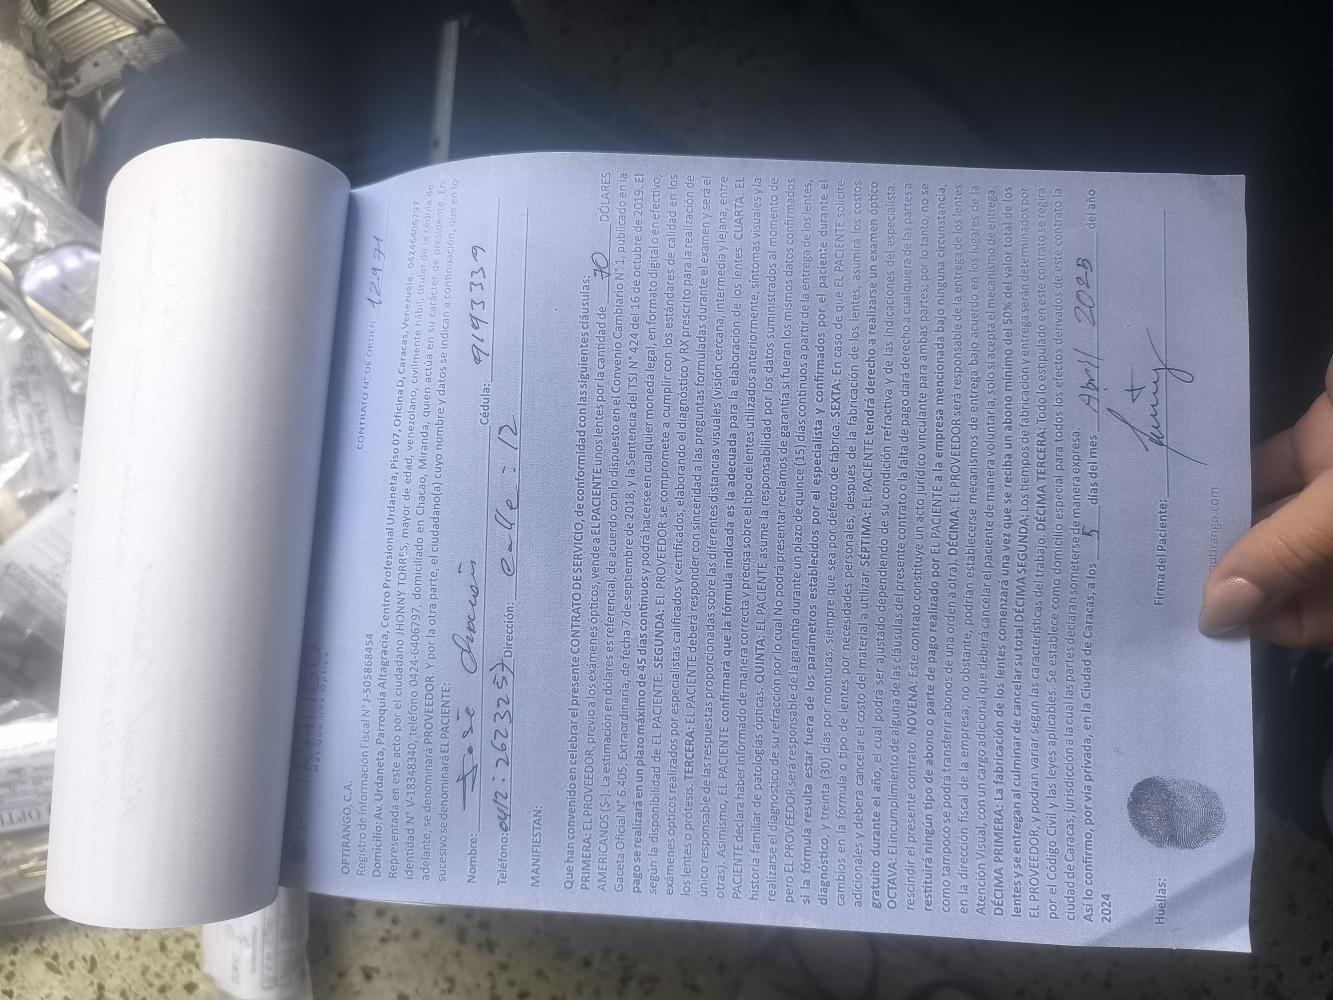 CONTRATO N° DE ORDEN 12971
OPTIRANGO, C.A.
Registro de Información Fiscal N° J-505868454
Domicilio: Av. Urdaneta, Parroquia Altagracia, Centro Profesional Urdaneta, Piso 07, Oficina D, Caracas, Venezuela. 04246406797
Representada en este acto por el ciudadano JHONNY TORRES, mayor de edad, venezolano, civilmente hábil, titular de la cédula de
identidad N° V-18348340, teléfono 0424-6406797, domiciliado en Chacao, Miranda, quien actúa en su carácter de presidente. En
adelante, se denominará PROVEEDOR. Y por la otra parte, el ciudadano(a) cuyo nombre y datos se indican a continuación, que en lo
sucesivo se denominará EL PACIENTE:
Nombre: José Chacón Cédula: 9193339
Teléfono: 0412:2623257 Dirección: calle: 12
MANIFIESTAN:
Que han convenido en celebrar el presente CONTRATO DE SERVICIO, de conformidad con las siguientes cláusulas:
PRIMERA: EL PROVEEDOR, previo a los exámenes ópticos, vende a EL PACIENTE unos lentes por la cantidad de 70 DOLARES
AMERICANOS ($-). La estimación en dólares es referencial, de acuerdo con lo dispuesto en el Convenio Cambiario N° 1, publicado en la
Gaceta Oficial N° 6.405, Extraordinaria, de fecha 7 de septiembre de 2018, y la Sentencia del TSJ N° 424 del 16 de octubre de 2019. El
pago se realizará en un plazo máximo de 45 días continuos y podrá hacerse en cualquier moneda legal, en formato digital o en efectivo,
según la disponibilidad de EL PACIENTE. SEGUNDA: EL PROVEEDOR se compromete a cumplir con los estándares de calidad en los
exámenes ópticos realizados por especialistas calificados y certificados, elaborando el diagnóstico y RX prescrito para la realización de
los lentes o prótesis. TERCERA: EL PACIENTE deberá responder con sinceridad a las preguntas formuladas durante el examen y será el
único responsable de las respuestas proporcionadas sobre las diferentes distancias visuales (visión cercana, intermedia y lejana, entre
otras). Asimismo, EL PACIENTE confirmará que la fórmula indicada es la adecuada para la elaboración de los lentes. CUARTA: EL
PACIENTE declara haber informado de manera correcta y precisa sobre el tipo de lentes utilizados anteriormente, síntomas visuales y la
historia familiar de patologías ópticas. QUINTA: EL PACIENTE asume la responsabilidad por los datos suministrados al momento de
realizarse el diagnostico de su refracción por lo cual No podrá presentar reclamos de garantía si fueran los mismos datos confirmados
pero EL PROVEEDOR será responsable de la garantía durante un plazo de quince (15) días continuos a partir de la entrega de los lentes,
si la fórmula resulta estar fuera de los parámetros establecidos por el especialista y confirmados por el paciente durante el
diagnóstico, y treinta (30) días por monturas, siempre que sea por defecto de fábrica. SEXTA: En caso de que EL PACIENTE solicite
cambios en la fórmula o tipo de lentes por necesidades personales, después de la fabricación de los lentes, asumirá los costos
adicionales y deberá cancelar el costo del material a utilizar. SÉPTIMA: EL PACIENTE tendrá derecho a realizarse un examen óptico
gratuito durante el año, el cual podrá ser ajustado dependiendo de su condición refractiva y de las indicaciones del especialista.
OCTAVA: El incumplimiento de alguna de las cláusulas del presente contrato o la falta de pago dará derecho a cualquiera de las partes a
rescindir el presente contrato. NOVENA: Este contrato constituye un acto jurídico vinculante para ambas partes; por lo tanto, no se
restituirá ningún tipo de abono o parte de pago realizado por EL PACIENTE a la empresa mencionada bajo ninguna circunstancia,
como tampoco se podrá transferir abonos de una orden a otra). DÉCIMA: EL PROVEEDOR será responsable de la entrega de los lentes
en la dirección fiscal de la empresa; no obstante, podrían establecerse mecanismos de entrega bajo acuerdo en los lugares de la
Atención Visual, con un cargo adicional que deberá cancelar el paciente de manera voluntaria, solo si acepta el mecanismo de entrega.
DÉCIMA PRIMERA: La fabricación de los lentes comenzará una vez que se reciba un abono mínimo del 50% del valor total de los
lentes y se entregan al culminar de cancelar su total DÉCIMA SEGUNDA: Los tiempos de fabricación y entrega serán determinados por
EL PROVEEDOR, y podrán variar según las características del trabajo. DÉCIMA TERCERA: Todo lo estipulado en este contrato se regirá
por el Código Civil y las leyes aplicables. Se establece como domicilio especial para todos los efectos derivados de este contrato la
ciudad de Caracas, jurisdicción a la cual las partes declaran someterse de manera expresa
Así lo confirmo, por vía privada, en la Ciudad de Caracas, a los 5 días del mes Abril 2025 del año
2024
Huellas: Firma del Paciente:
optirango.com